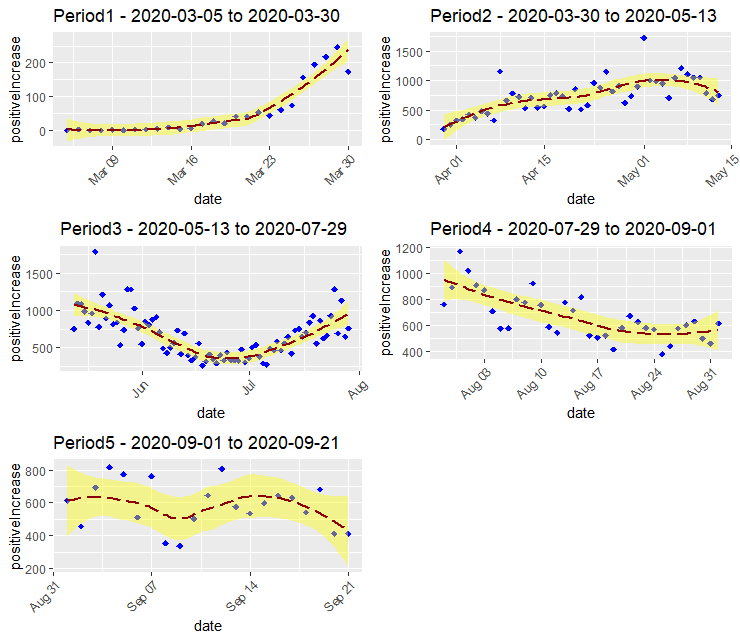 Period1 - 2020-03-05 to 2020-03-30
positiveIncrease
200
100
0
Mar 09
Mar 16
Mar 23
Mar 30
date
Period2 - 2020-03-30 to 2020-05-13
positiveIncrease
1500
1000
500
0
Apr 01
Apr 15
May 01
May 15
date
Period3 - 2020-05-13 to 2020-07-29
positiveIncrease
1500
1000
500
Jun
Jul
Aug
date
Period4 - 2020-07-29 to 2020-09-01
positiveIncrease
1200
1000
800
600
400
Aug 03
Aug 10
Aug 17
Aug 24
Aug 31
date
Period5 - 2020-09-01 to 2020-09-21
positiveIncrease
800
600
400
200
Aug 31
Sep 07
Sep 14
Sep 21
date